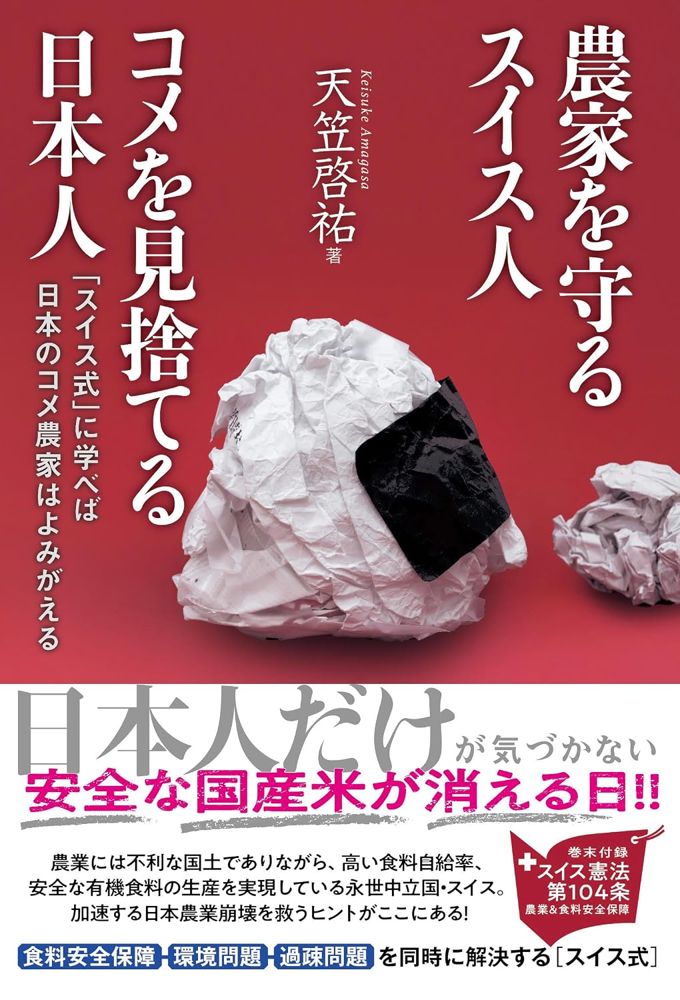 農家を守る
スイス人
Keisuke Amagasa
天笠啓祐 著
コメを見捨てる
日本人
「スイス式」に学べば
日本のコメ農家はよみがえる
日本人だけが気づかない
安全な国産米が消える日!!
農業には不利な国土でありながら、高い食料自給率、
安全な有機食料の生産を実現している永世中立国・スイス。
加速する日本農業崩壊を救うヒントがここにある!
巻末付録
スイス憲法
第104条
農業&食料安全保障
食料安全保障-環境問題-過疎問題を同時に解決する[スイス式]